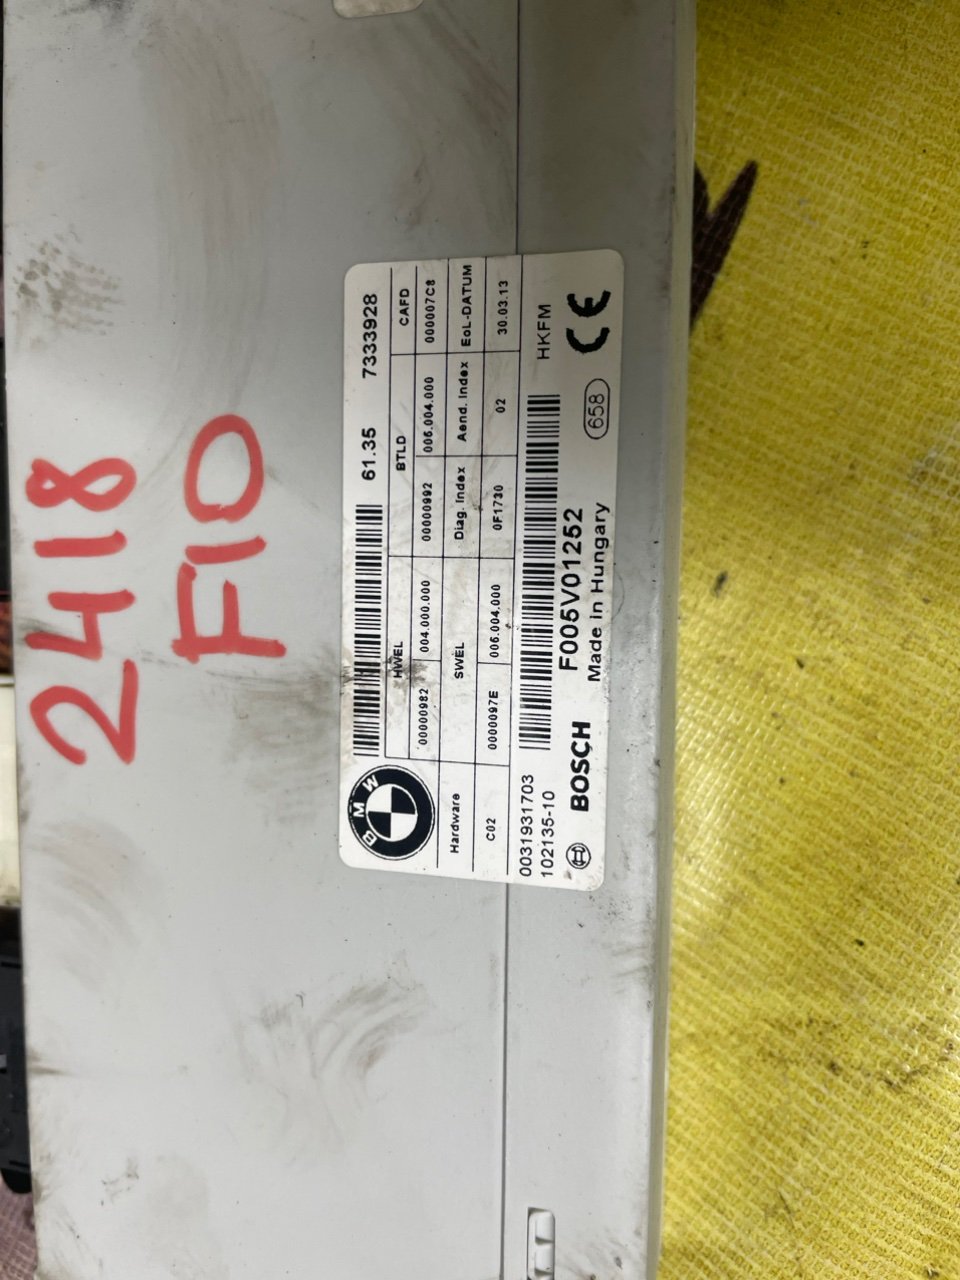 2418
F10
BMW
61.35 7333928
HWEL BTLD CAFD
00000982 004.000.000 00000992 006.004.000 000007C8
Hardware SWEL Diag. Index Aend. Index EoL-DATUM
C02 0000097E 006.004.000 0F1730 02 30.03.13
0031931703 HKFM
102135-10
BOSCH F005V01252 658 CE
Made in Hungary